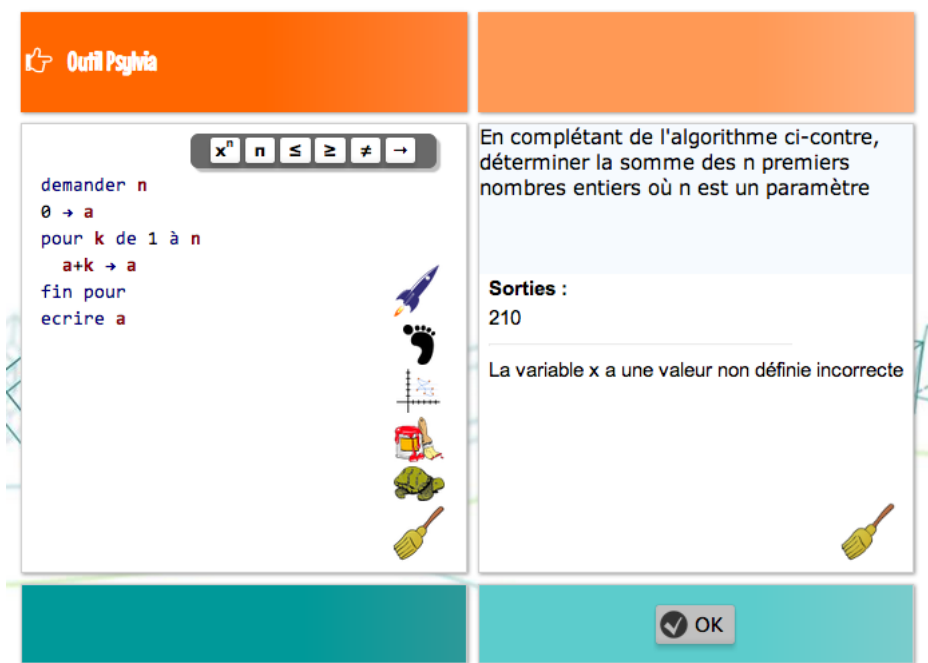 Outil Psylvia
xⁿ n ≤ ≥ ≠ →
demander n
0 → a
pour k de 1 à n
a+k → a
fin pour
ecrire a
En complétant de l'algorithme ci-contre,
déterminer la somme des n premiers
nombres entiers où n est un paramètre
Sorties :
210
La variable x a une valeur non définie incorrecte
OK